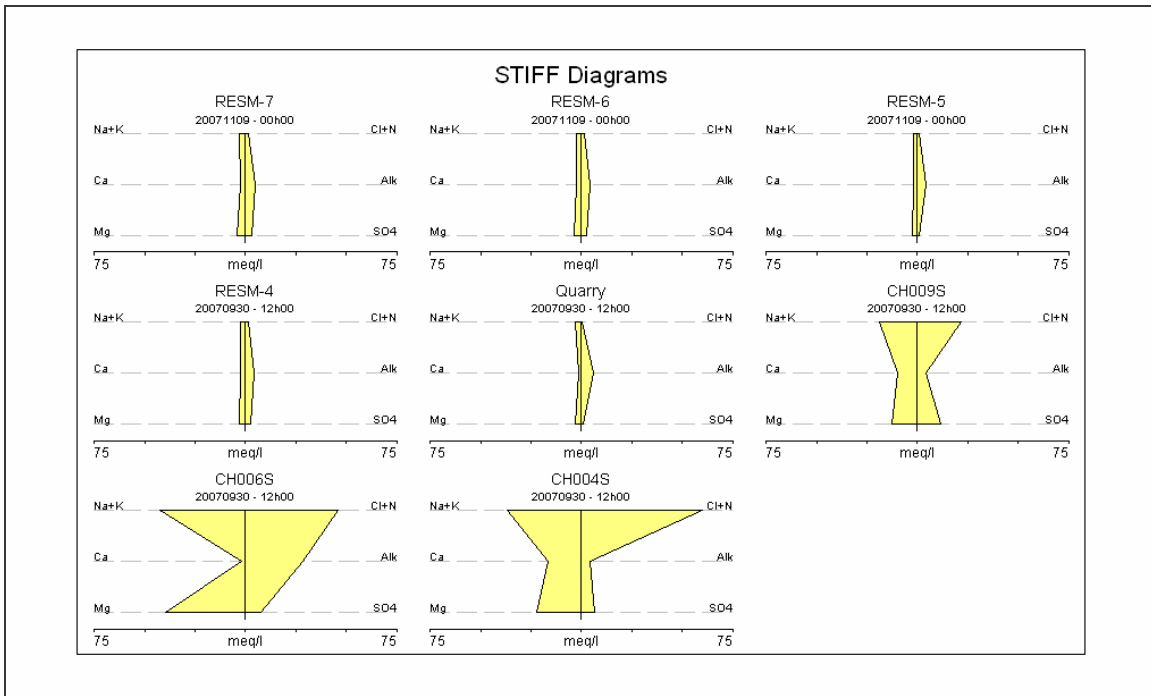 STIFF Diagrams
RESM-7
20071109 - 00h00
Na+K Cl+N
Ca Alk
Mg SO4
75 meq/l 75
RESM-6
20071109 - 00h00
Na+K Cl+N
Ca Alk
Mg SO4
75 meq/l 75
RESM-5
20071109 - 00h00
Na+K Cl+N
Ca Alk
Mg SO4
75 meq/l 75
RESM-4
20070930 - 12h00
Na+K Cl+N
Ca Alk
Mg SO4
75 meq/l 75
Quarry
20070930 - 12h00
Na+K Cl+N
Ca Alk
Mg SO4
75 meq/l 75
CH009S
20070930 - 12h00
Na+K Cl+N
Ca Alk
Mg SO4
75 meq/l 75
CH006S
20070930 - 12h00
Na+K Cl+N
Ca Alk
Mg SO4
75 meq/l 75
CH004S
20070930 - 12h00
Na+K Cl+N
Ca Alk
Mg SO4
75 meq/l 75